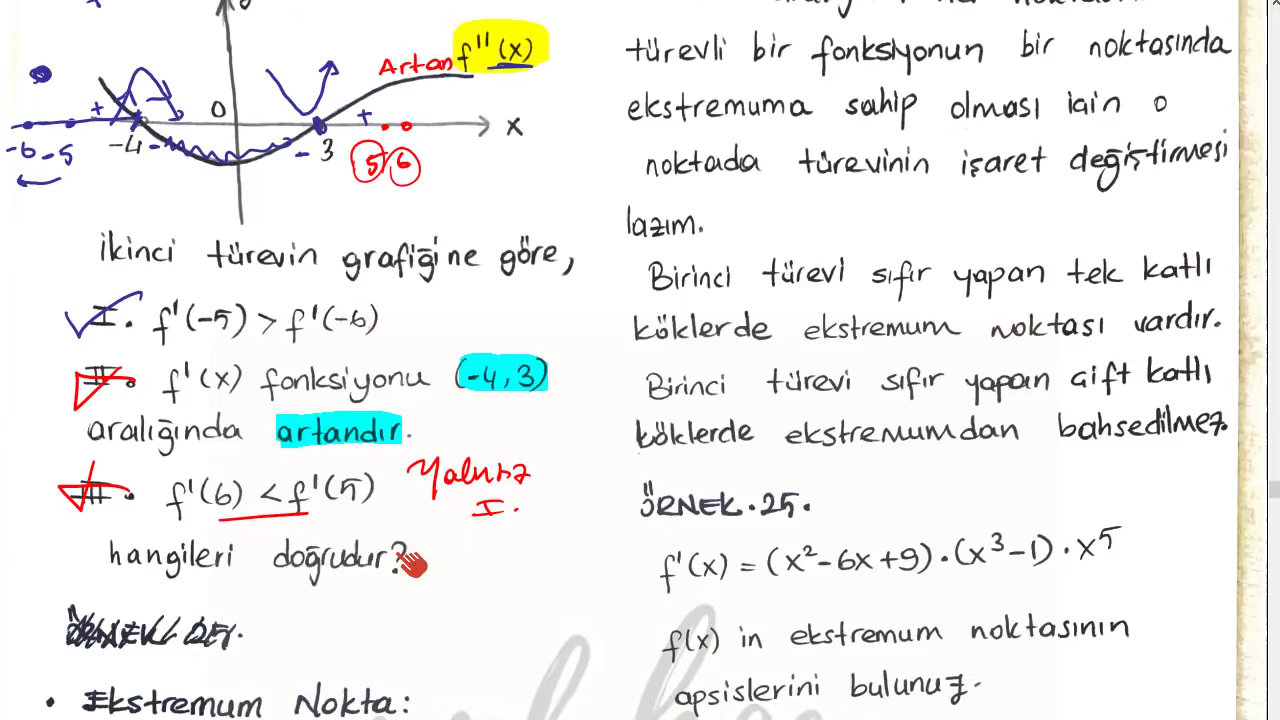 Artan f''(x)
+
0
+
x
-6 -5
-4
-
-
3
5 6
İkinci türevin grafiğine göre,
I. f'(-5) > f'(-6)
II. f'(x) fonksiyonu (-4, 3)
aralığında artandır.
III. f'(6) < f'(5)
Yalnız
I.
hangileri doğrudur?
ÖRNEK 25.
• Ekstremum Nokta:
türevli bir fonksiyonun bir noktasında
ekstremuma sahip olması için o
noktada türevinin işaret değiştirmesi
lazım.
Birinci türevi sıfır yapan tek katlı
köklerde ekstremum noktası vardır.
Birinci türevi sıfır yapan çift katlı
köklerde ekstremumdan bahsedilmez.
ÖRNEK.25.
f'(x) = (x²-6x+9)·(x³-1)·x⁵
f(x) in ekstremum noktasının
apsislerini bulunuz.